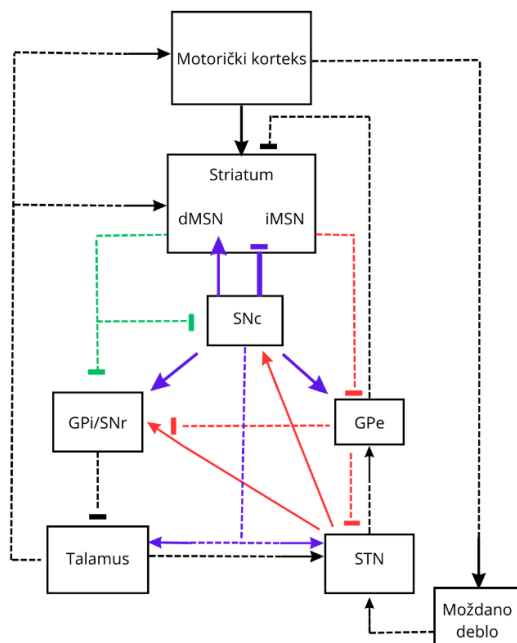 Motorički korteks
Striatum
dMSN iMSN
SNc
GPi/SNr
GPe
Talamus
STN
Moždano
deblo